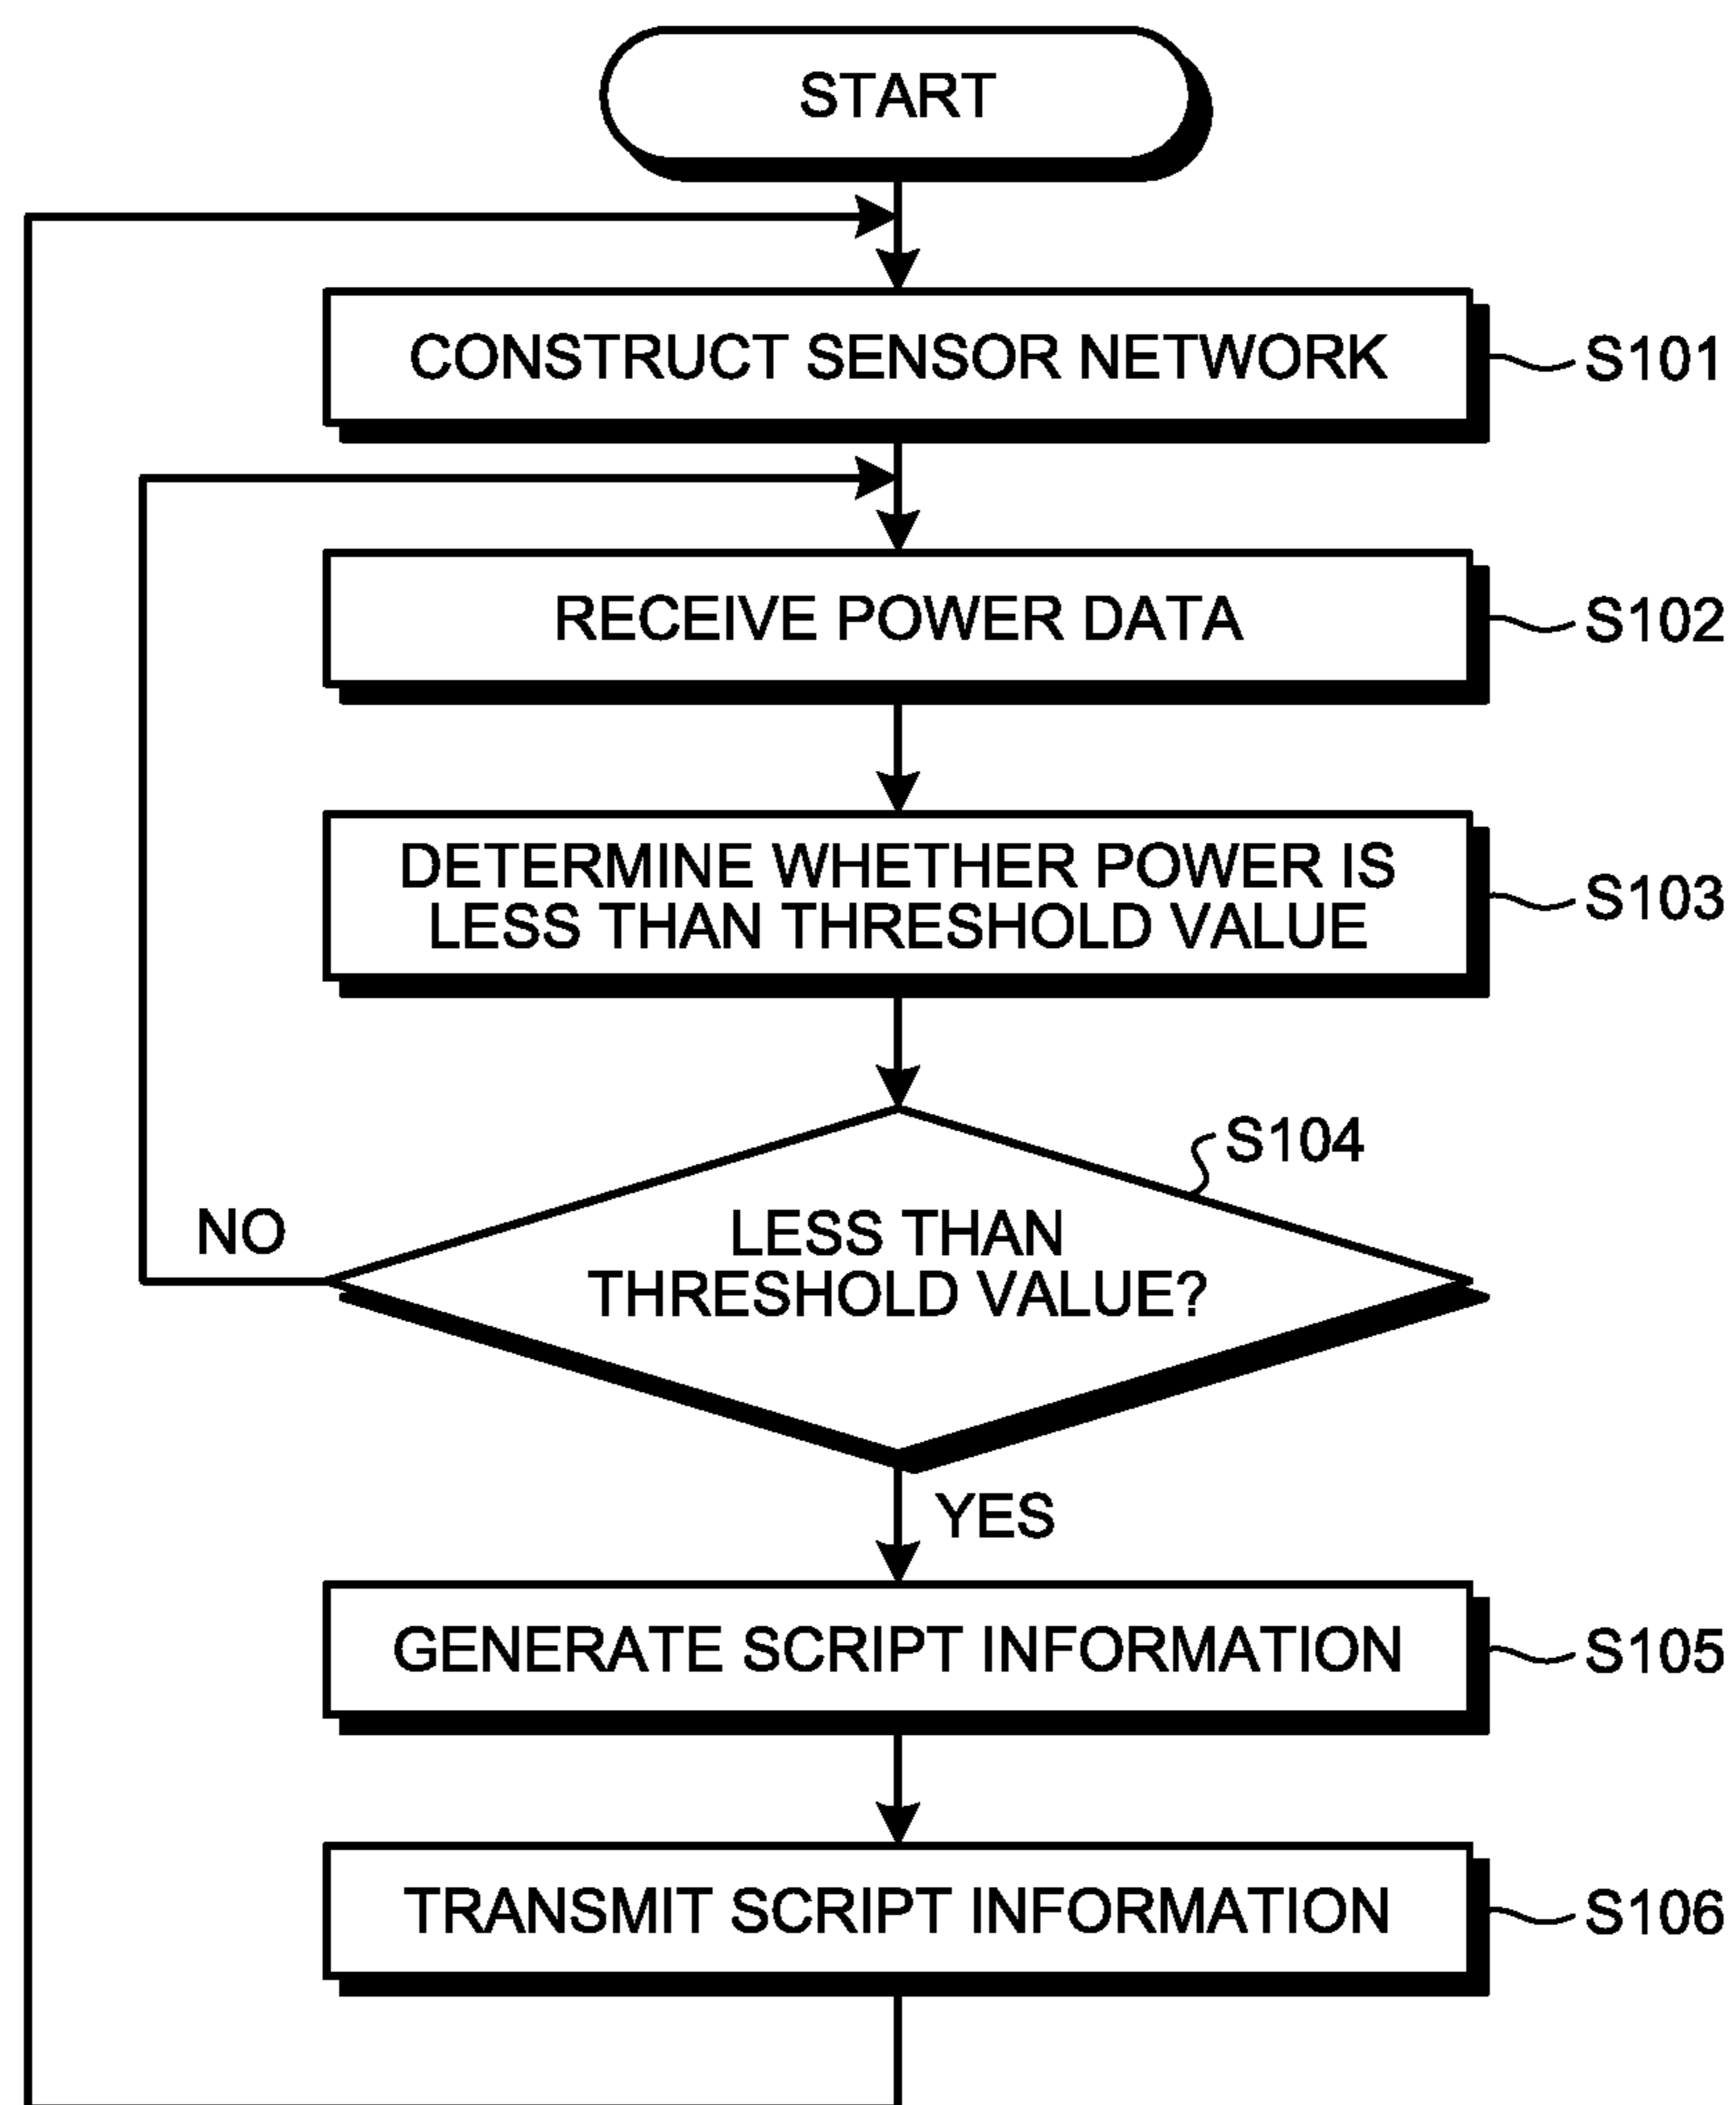 START
CONSTRUCT SENSOR NETWORK
S101
RECEIVE POWER DATA
S102
DETERMINE WHETHER POWER IS
LESS THAN THRESHOLD VALUE
S103
S104
NO
LESS THAN
THRESHOLD VALUE?
YES
GENERATE SCRIPT INFORMATION
S105
TRANSMIT SCRIPT INFORMATION
S106